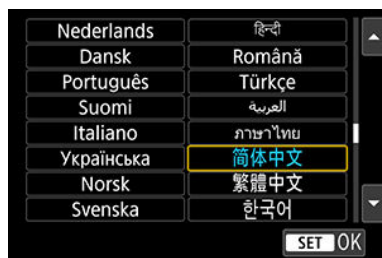 Nederlands
हिन्दी
Dansk
Română
Português
Türkçe
Suomi
العربية
Italiano
ภาษาไทย
Українська
简体中文
Norsk
繁體中文
Svenska
한국어
SET OK